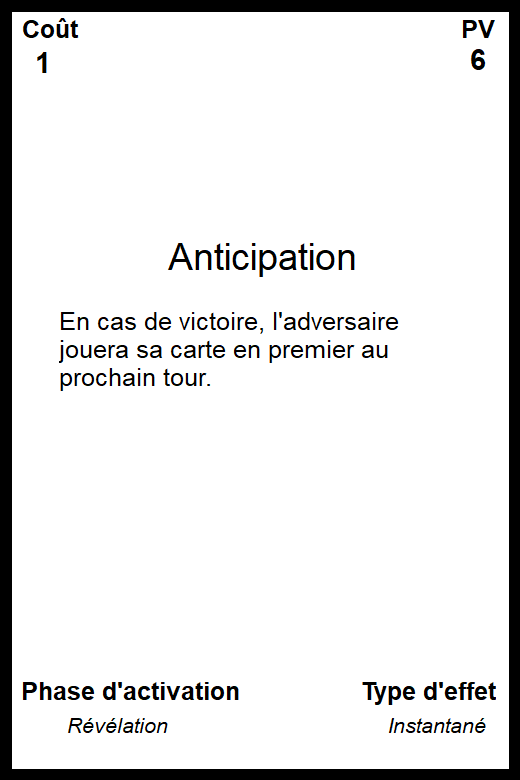 Coût PV
1 6
Anticipation
En cas de victoire, l'adversaire
jouera sa carte en premier au
prochain tour.
Phase d'activation Type d'effet
Révélation Instantané